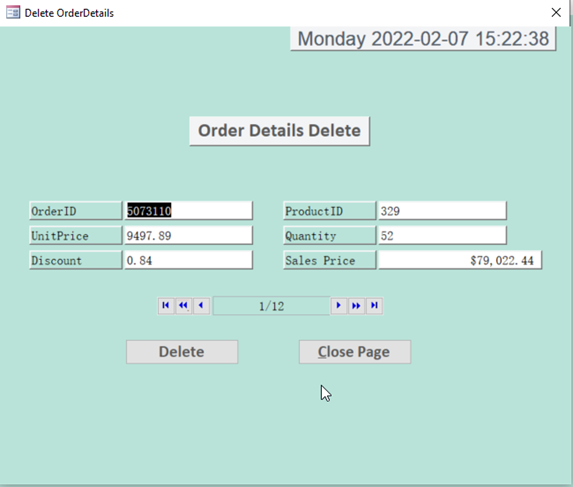 Delete OrderDetails
Monday 2022-02-07 15:22:38
Order Details Delete
OrderID 5073110 ProductID 329
UnitPrice 9497.89 Quantity 52
Discount 0.84 Sales Price $79,022.44
1/12
Delete Close Page